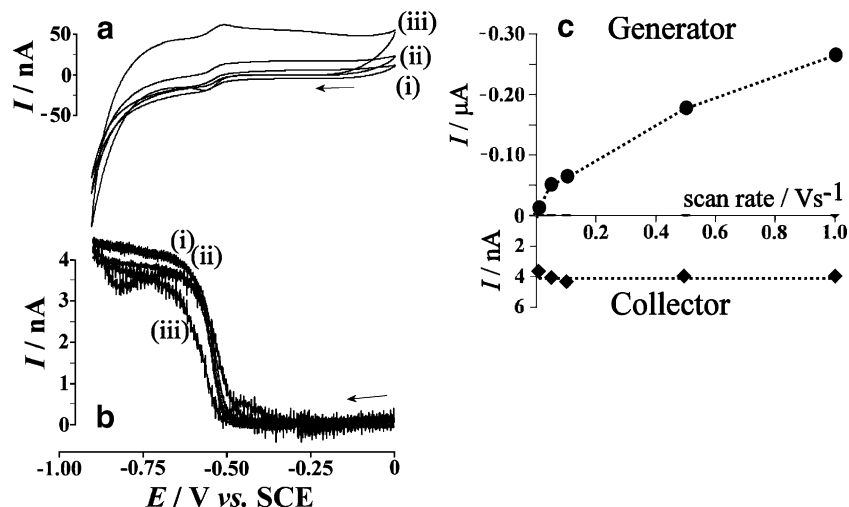 a
50
0
-50
I / nA
(iii)
(ii)
(i)
4
3
2
1
0
I / nA
(i)
(ii)
(iii)
b
-1.00
-0.75
-0.50
-0.25
0
E / V vs. SCE
c
Generator
-0.30
-0.20
-0.10
0
I / µA
scan rate / Vs-1
0.2
0.4
0.6
0.8
1.0
2
4
6
I / nA
Collector